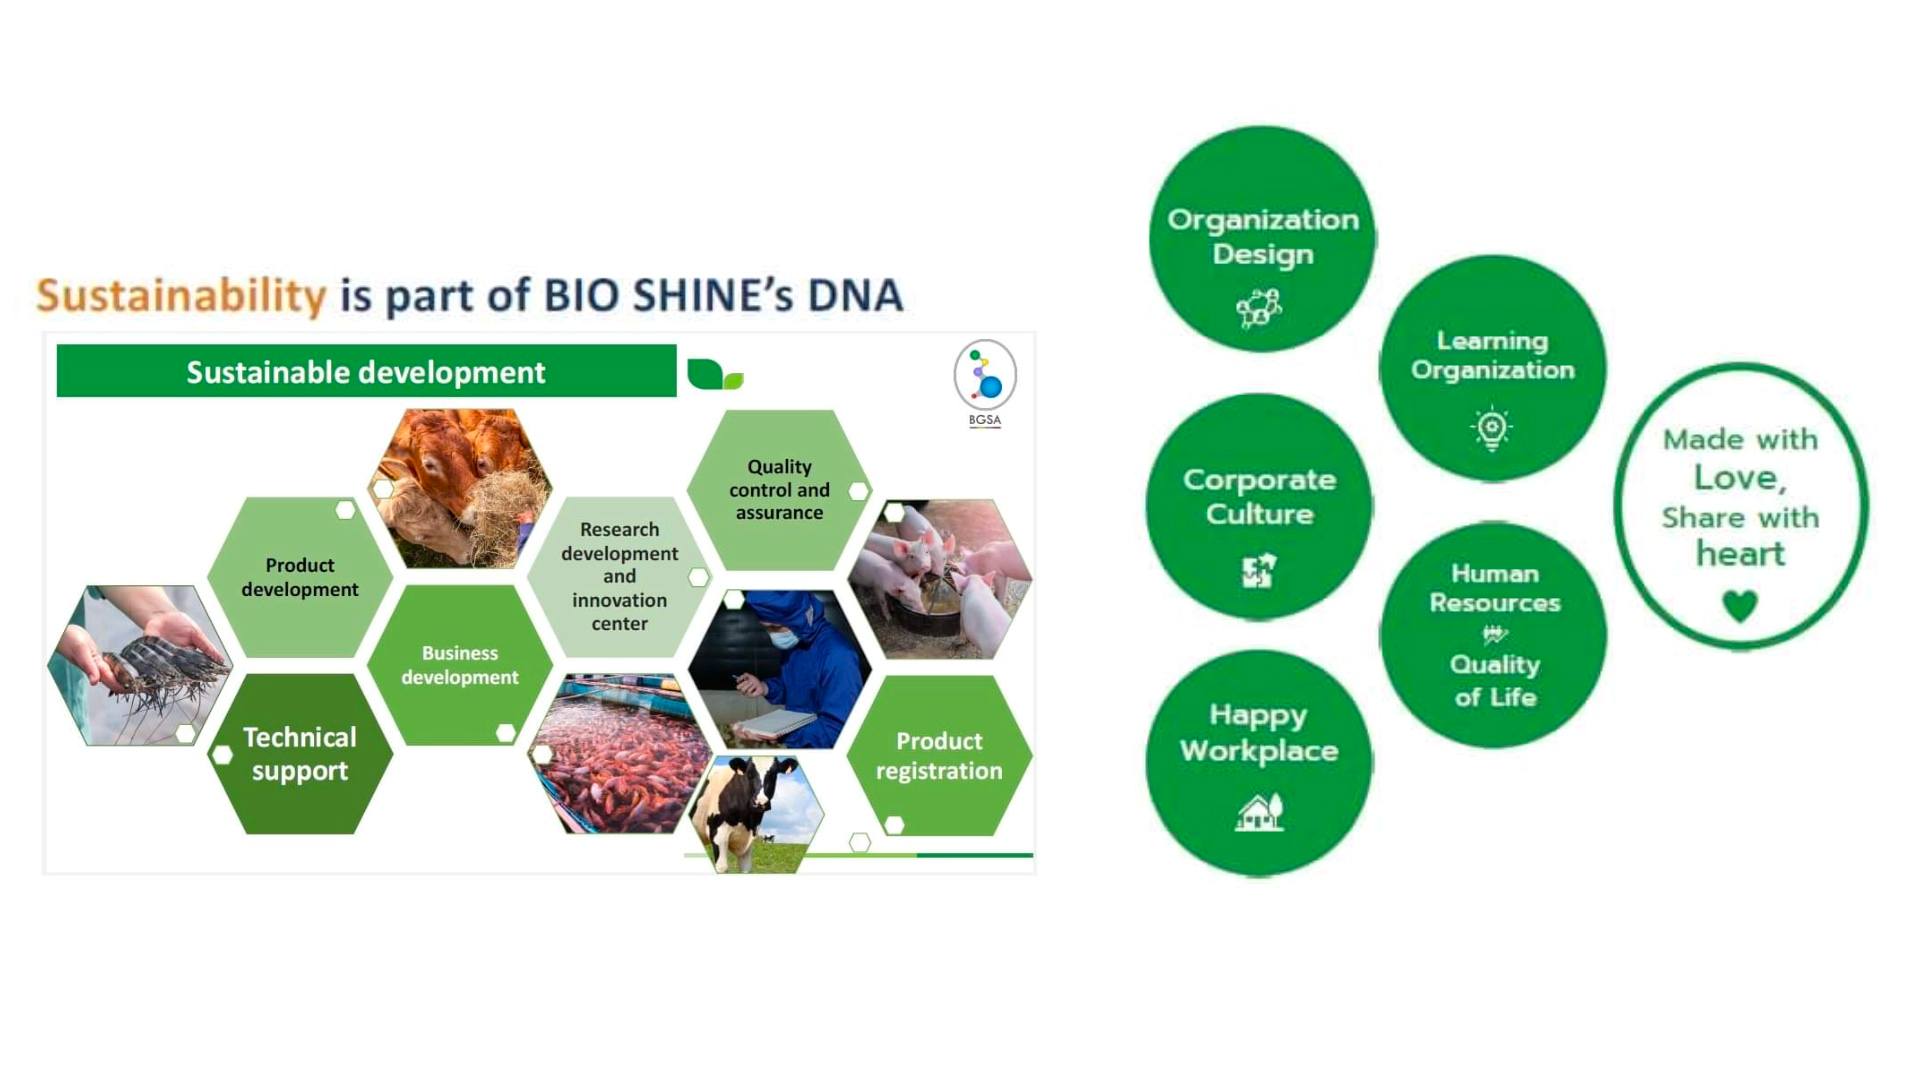 Sustainability is part of BIO SHINE's DNA
Sustainable development
BGSA
Quality
control and
assurance
Research
development
and
innovation
center
Product
development
Business
development
Technical
support
Product
registration
Organization
Design
Learning
Organization
Corporate
Culture
Human
Resources
Quality
of Life
Happy
Workplace
Made with
Love,
Share with
heart